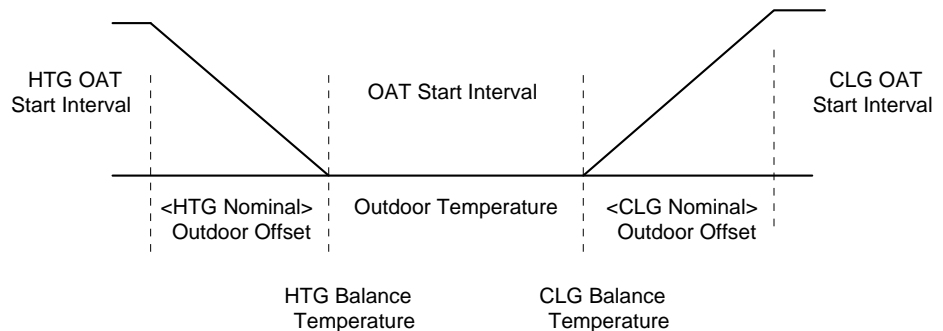 HTG OAT
Start Interval
OAT Start Interval
CLG OAT
Start Interval
<HTG Nominal>
Outdoor Offset
Outdoor Temperature
<CLG Nominal>
Outdoor Offset
HTG Balance
Temperature
CLG Balance
Temperature